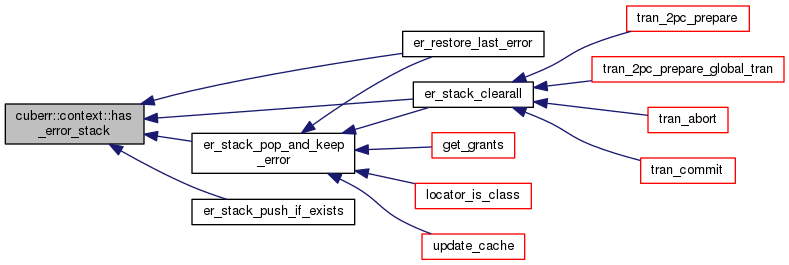 cuberr::context::has
_error_stack
er_restore_last_error
er_stack_clearall
er_stack_pop_and_keep
_error
er_stack_push_if_exists
tran_2pc_prepare
tran_2pc_prepare_global_tran
tran_abort
tran_commit
get_grants
locator_is_class
update_cache